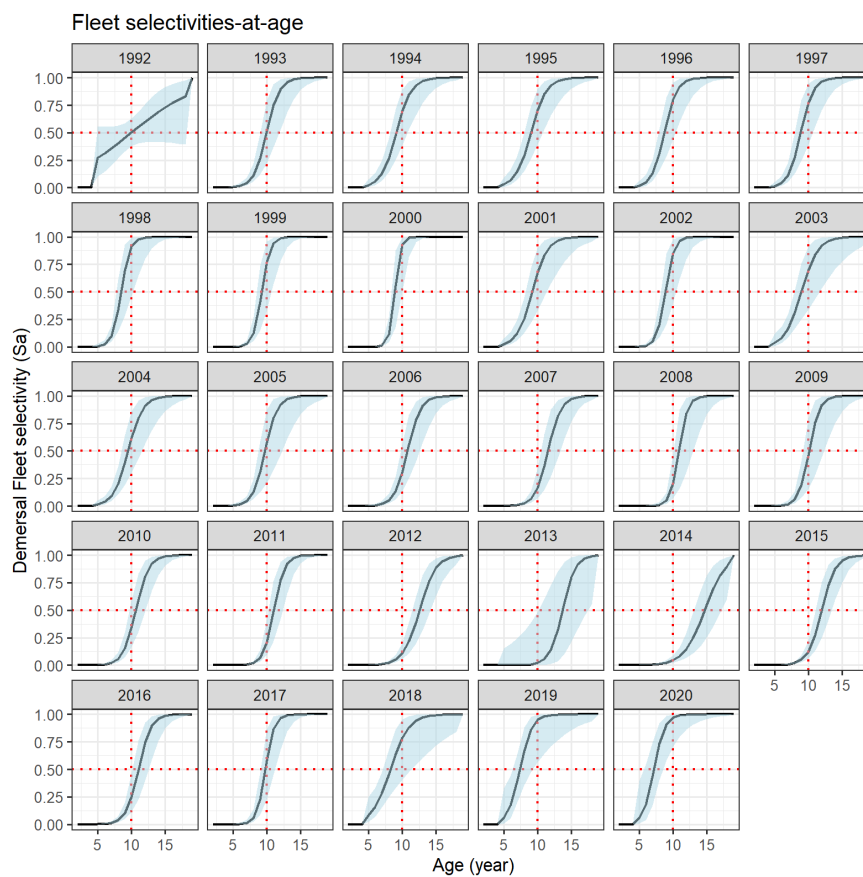 Fleet selectivities-at-age
1992 1993 1994 1995 1996 1997
1.00
0.75
0.50
0.25
0.00
1998 1999 2000 2001 2002 2003
1.00
0.75
0.50
0.25
0.00
2004 2005 2006 2007 2008 2009
1.00
0.75
0.50
0.25
0.00
2010 2011 2012 2013 2014 2015
1.00
0.75
0.50
0.25
0.00
5 10 15
2016 2017 2018 2019 2020
1.00
0.75
0.50
0.25
0.00
5 10 15 5 10 15 5 10 15 5 10 15 5 10 15
Age (year)
Demersal Fleet selectivity (Sa)